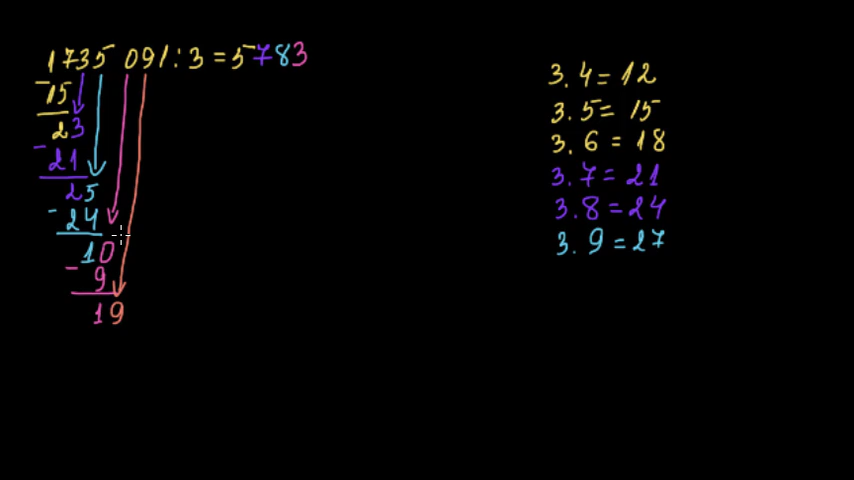 1735 091 : 3 = 5783
- 15
23
- 21
25
- 24
10
- 9
19
3 . 4 = 12
3 . 5 = 15
3 . 6 = 18
3 . 7 = 21
3 . 8 = 24
3 . 9 = 27